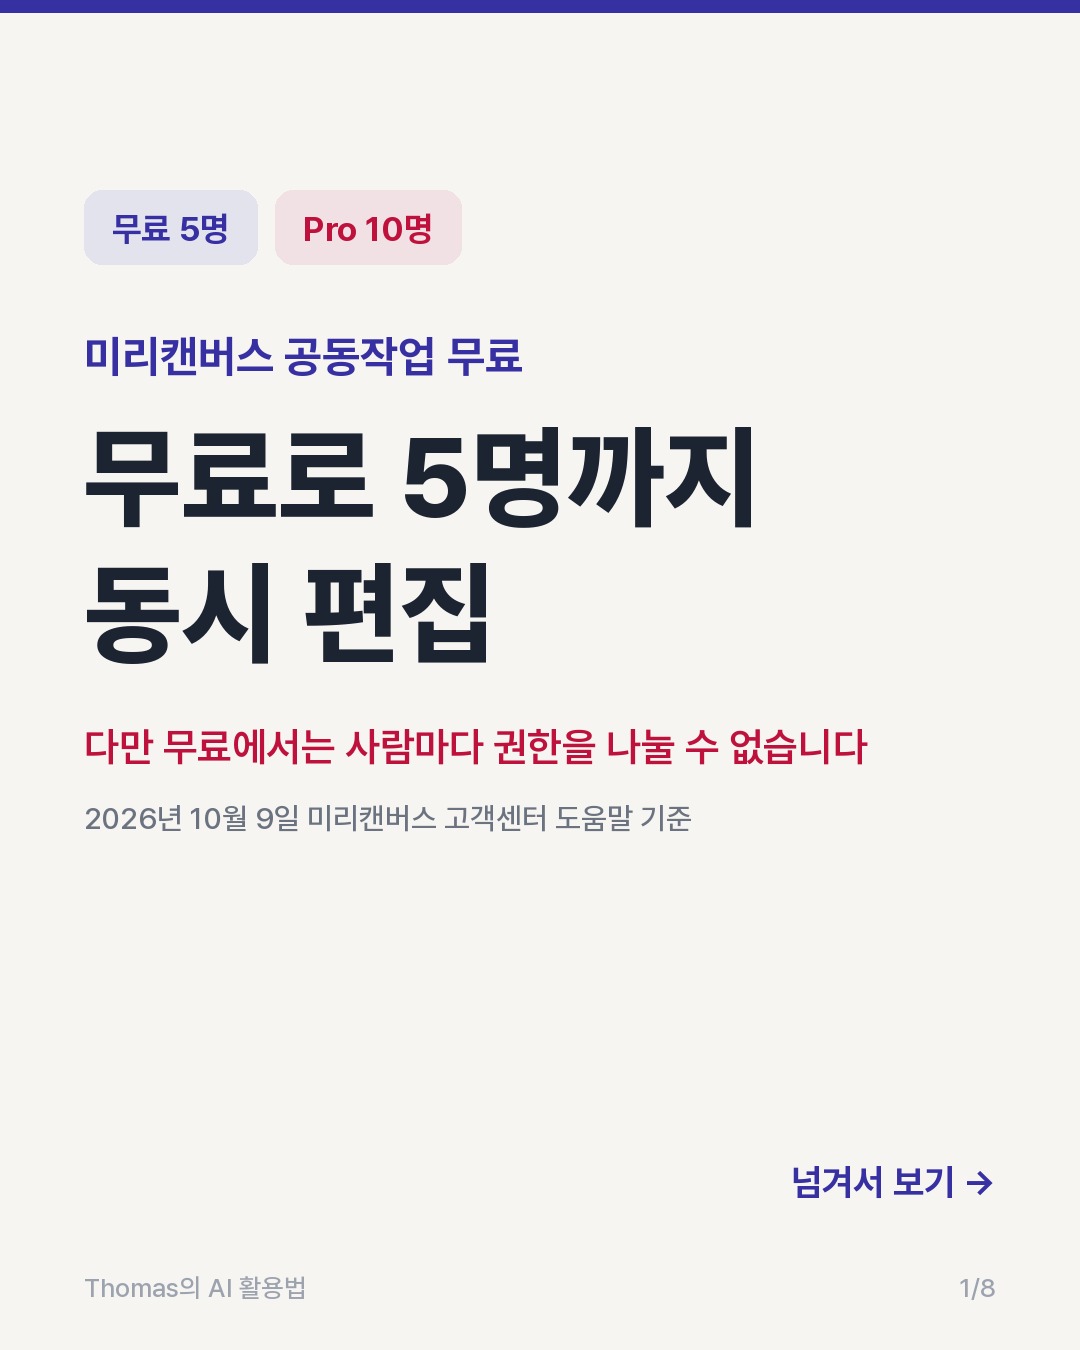 무료 5명
Pro 10명
미리캔버스 공동작업 무료
무료로 5명까지
동시 편집
다만 무료에서는 사람마다 권한을 나눌 수 없습니다
2026년 10월 9일 미리캔버스 고객센터 도움말 기준
넘겨서 보기 →
Thomas의 AI 활용법
1/8